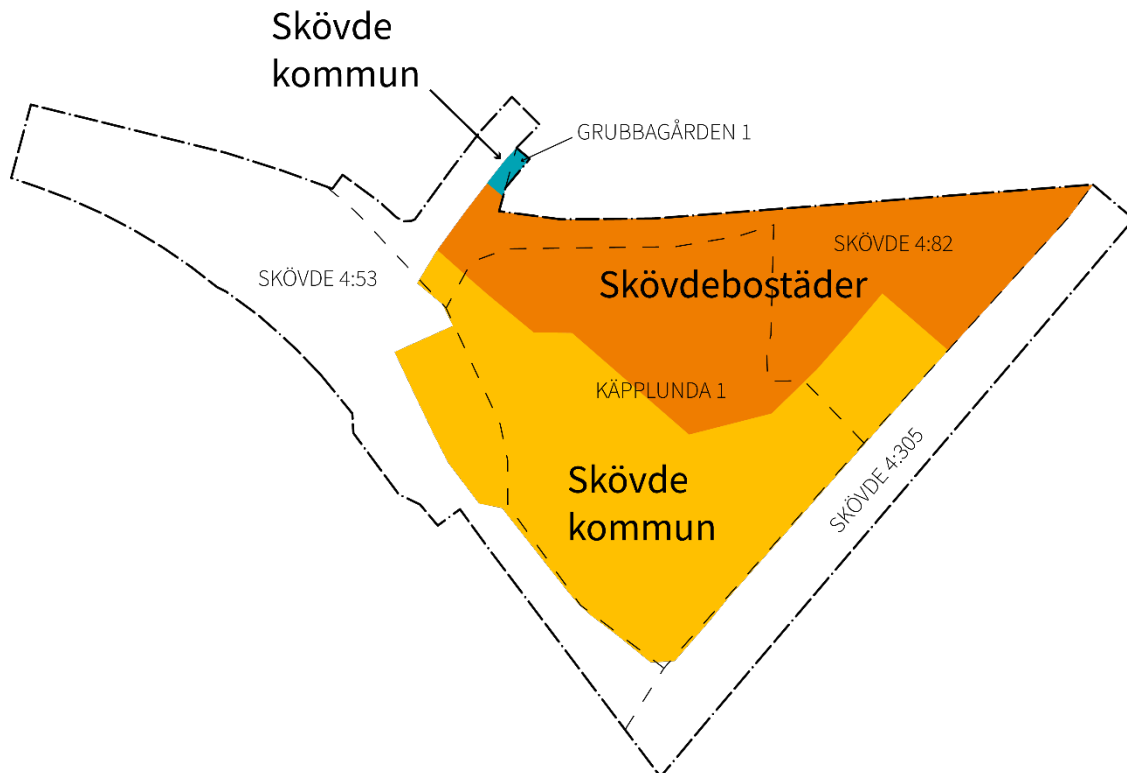 Skövde
kommun
GRUBBAGÅRDEN 1
SKÖVDE 4:82
SKÖVDE 4:53
Skövdebostäder
KÄPPLUNDA 1
SKÖVDE 4:305
Skövde
kommun